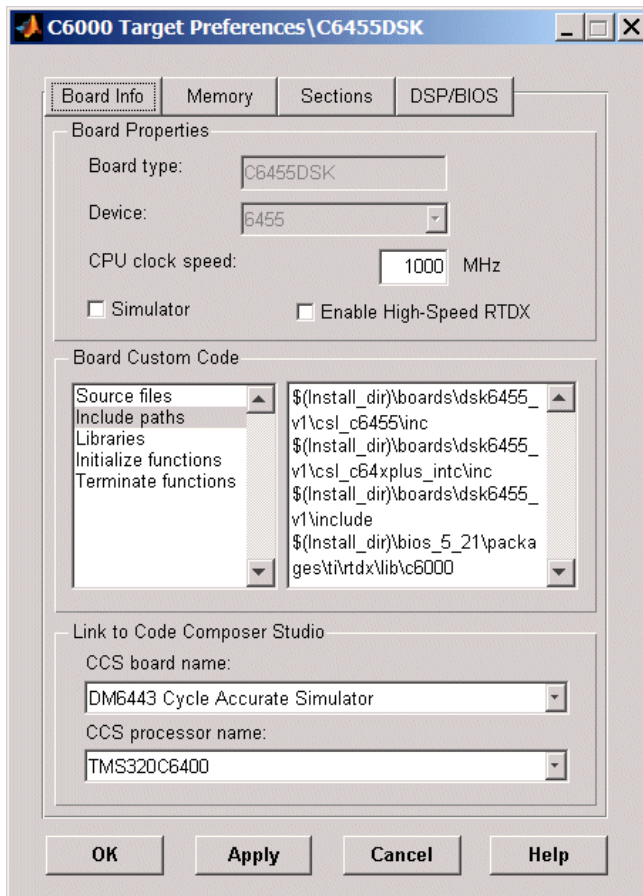 C6000 Target Preferences\C6455DSK
Board Info Memory Sections DSP/BIOS
Board Properties
Board type: C6455DSK
Device: 6455
CPU clock speed: 1000 MHz
Simulator Enable High-Speed RTDX
Board Custom Code
Source files
Include paths
Libraries
Initialize functions
Terminate functions
$(Install_dir)\boards\dsk6455_
v1\csl_c6455\inc
$(Install_dir)\boards\dsk6455_
v1\csl_c64xplus_intc\inc
$(Install_dir)\boards\dsk6455_
v1\include
$(Install_dir)\bios_5_21\packa
ges\ti\rtdx\lib\c6000
Link to Code Composer Studio
CCS board name:
DM6443 Cycle Accurate Simulator
CCS processor name:
TMS320C6400
OK Apply Cancel Help